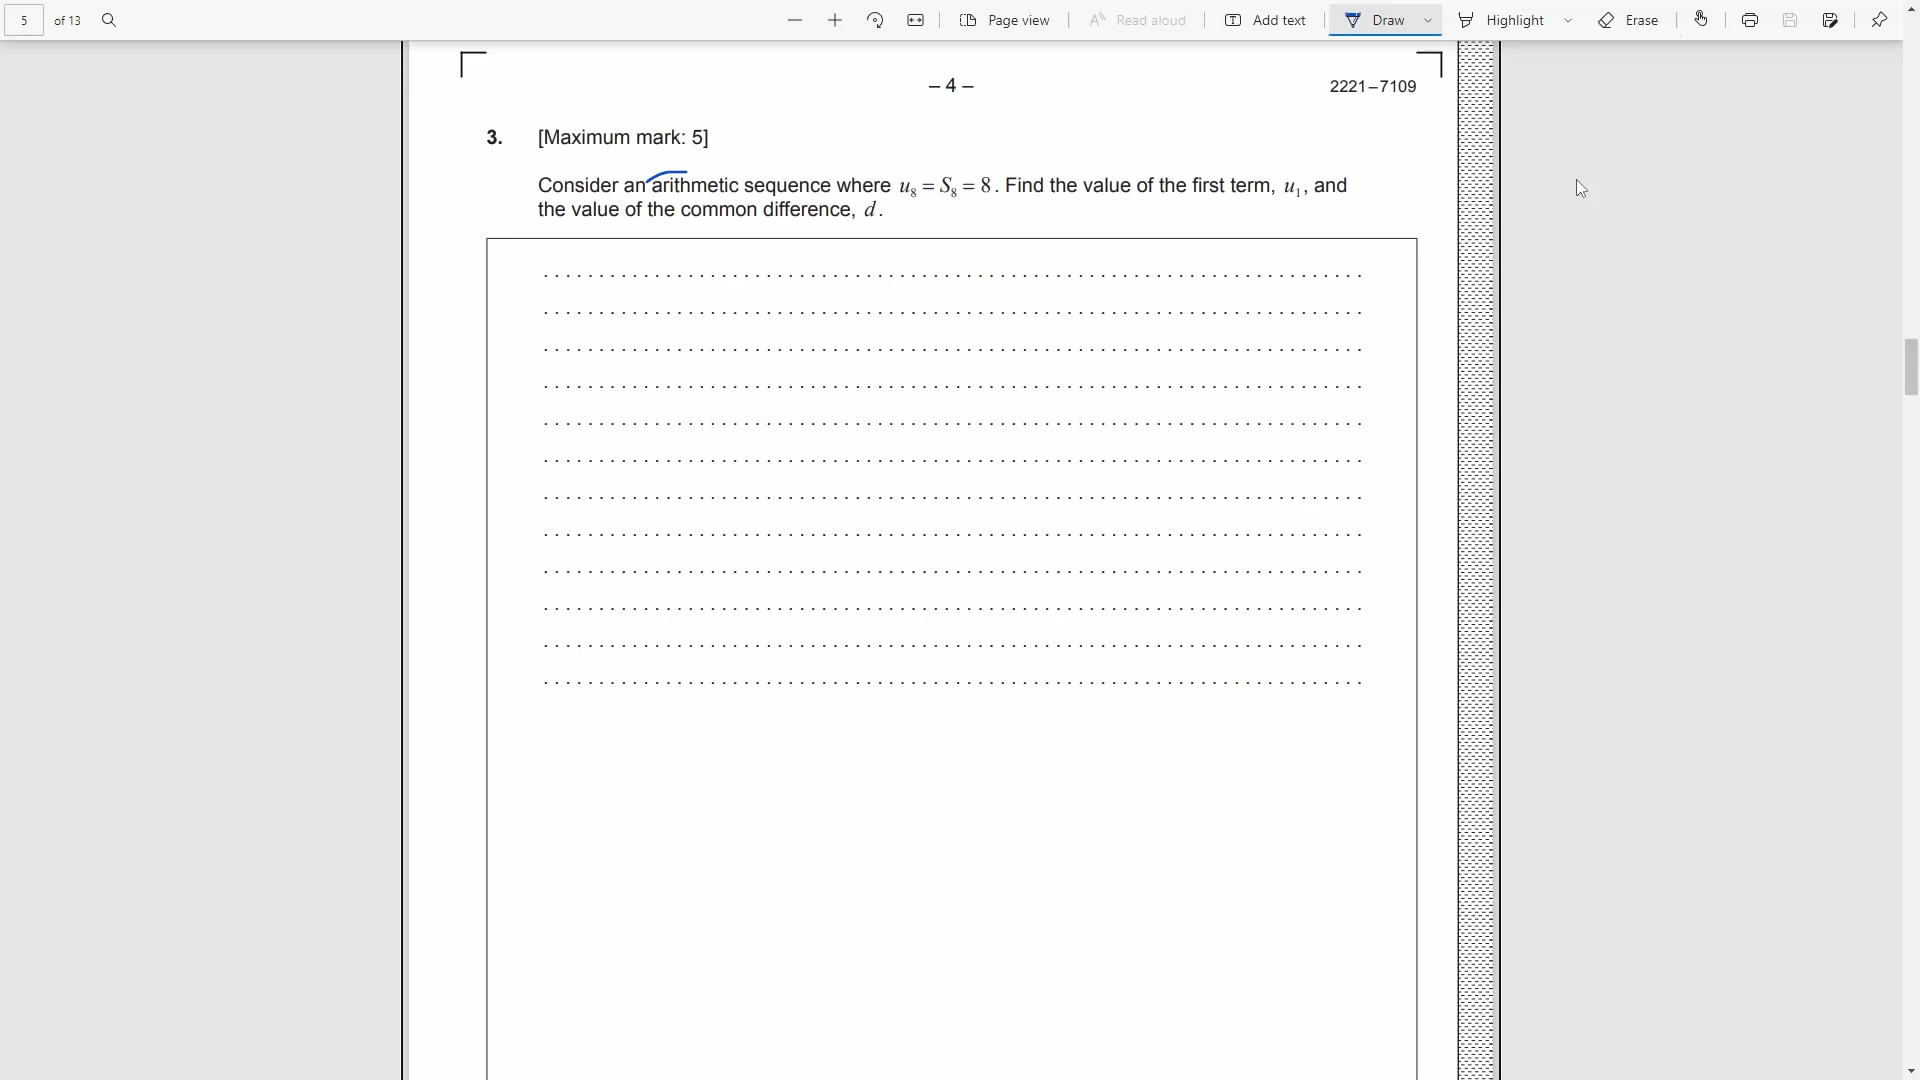 5 of 13 Page view Read aloud Add text Draw Highlight Erase
– 4 – 2221–7109
3. [Maximum mark: 5]
Consider an arithmetic sequence where u₈ = S₈ = 8. Find the value of the first term, u₁, and
the value of the common difference, d.